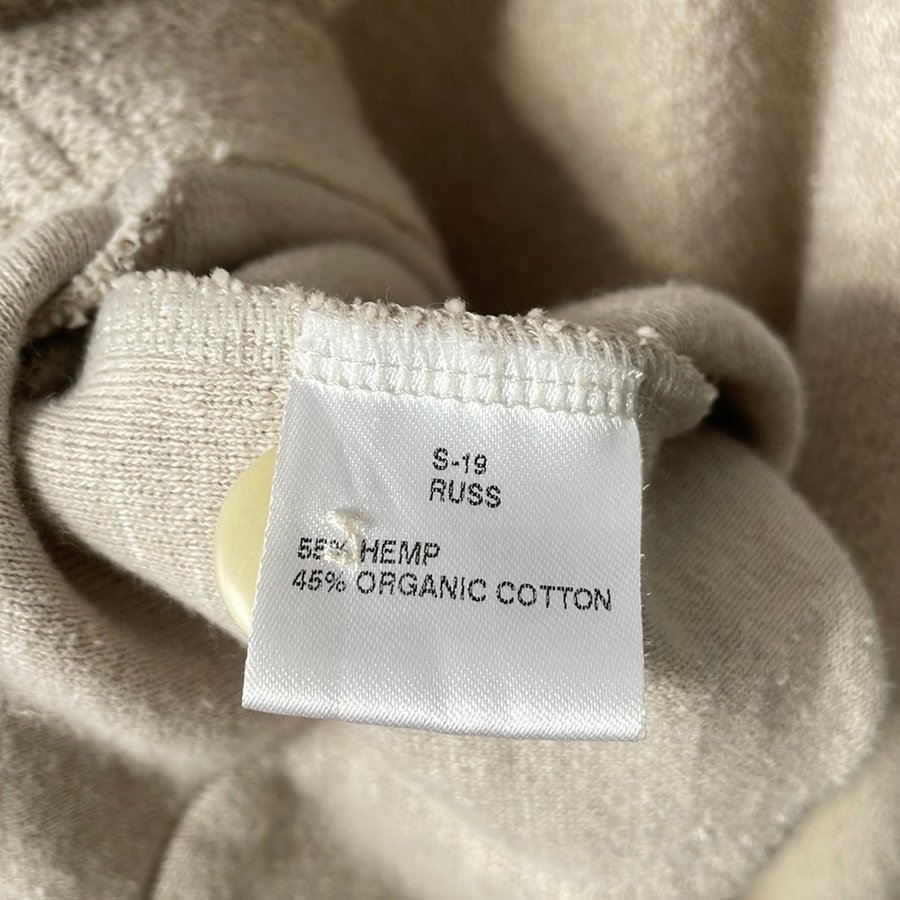 S-19
RUSS
55% HEMP
45% ORGANIC COTTON